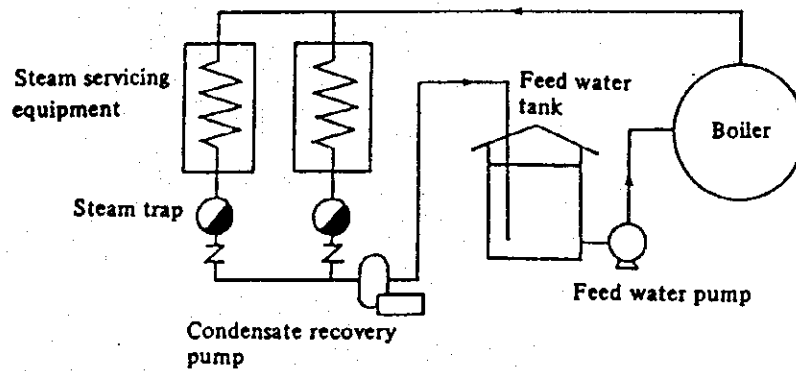 Steam servicing
equipment
Feed water
tank
Boiler
Steam trap
Feed water pump
Condensate recovery
pump